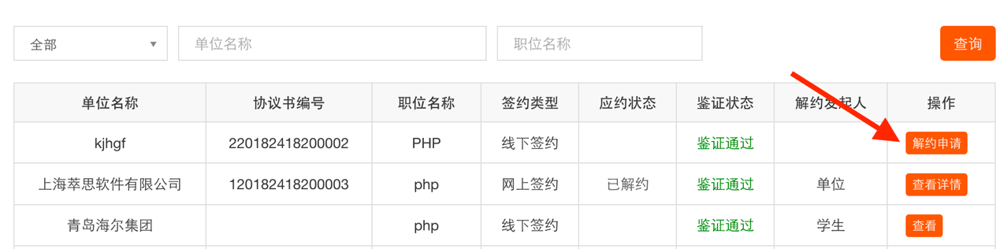 全部 单位名称 职位名称 查询
单位名称 协议书编号 职位名称 签约类型 应约状态 鉴证状态 解约发起人 操作
kjhgf 220182418200002 PHP 线下签约 鉴证通过 解约申请
上海萃思软件有限公司 120182418200003 php 网上签约 已解约 鉴证通过 单位 查看详情
青岛海尔集团 php 线下签约 鉴证通过 学生 查看